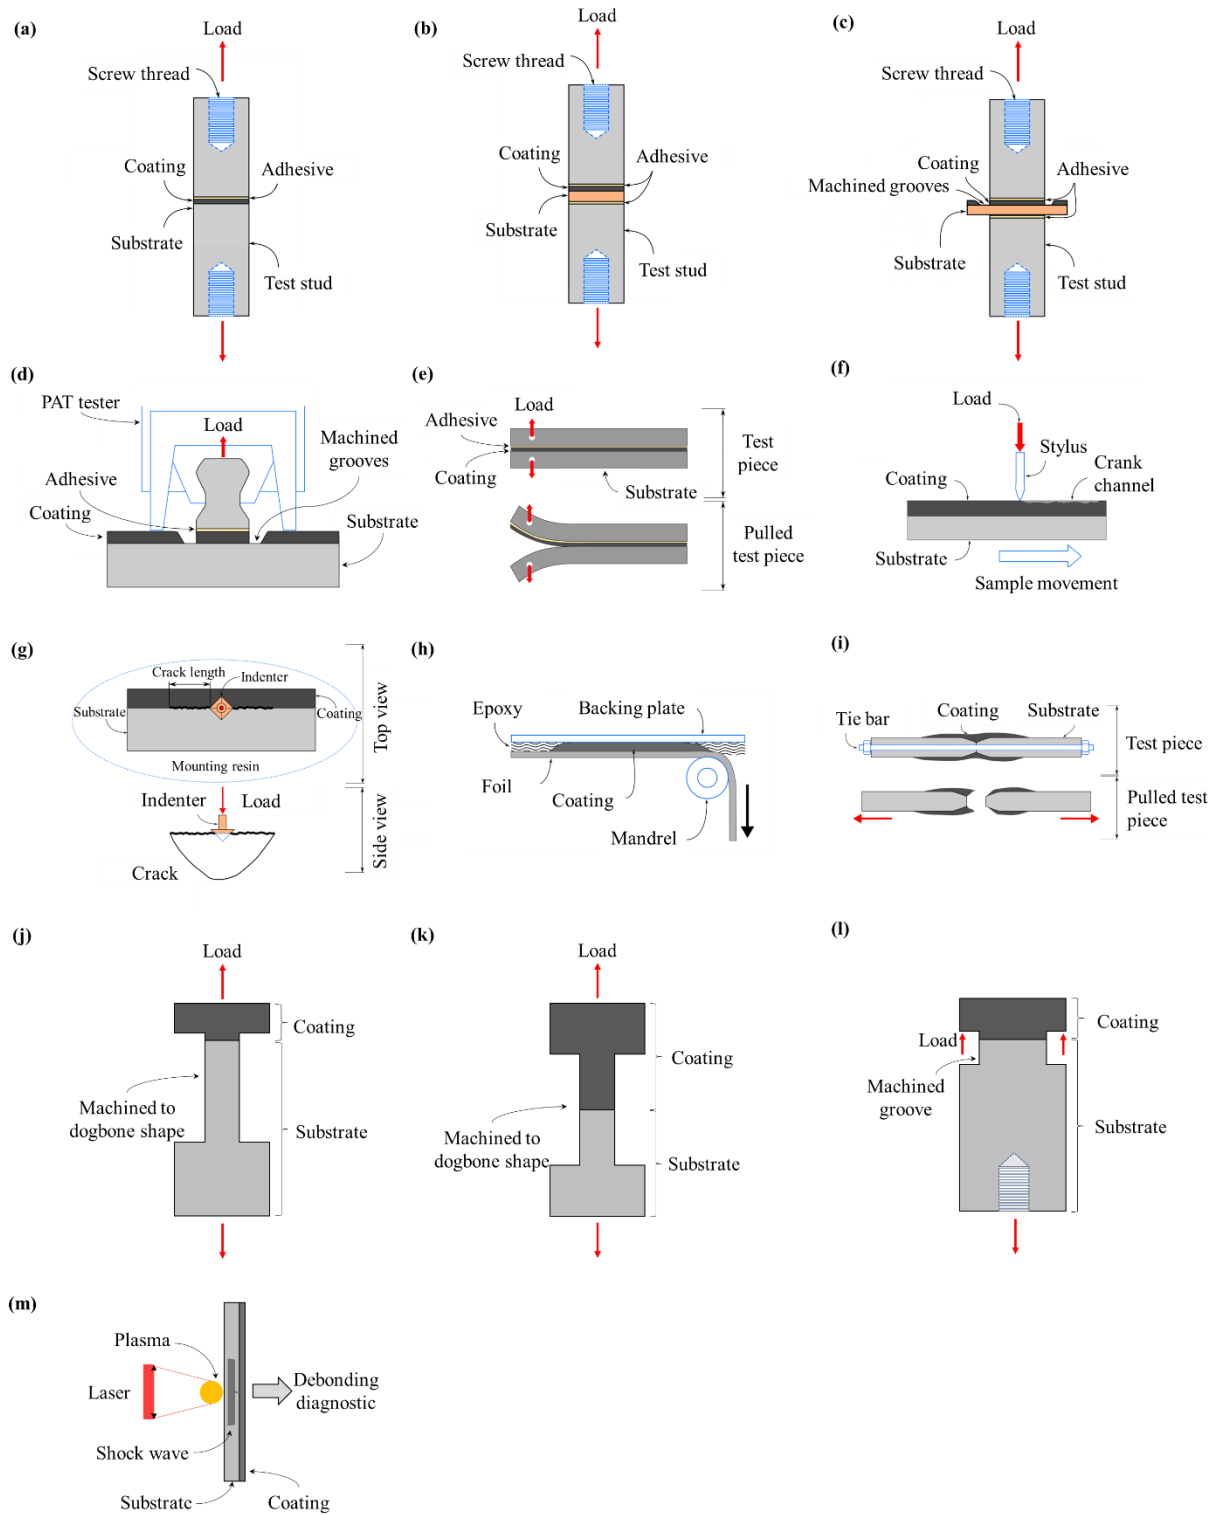 (a)
Load
Screw thread
Coating
Adhesive
Substrate
Test stud
(b)
Load
Screw thread
Coating
Adhesive
Substrate
Test stud
(c)
Load
Screw thread
Coating
Adhesive
Machined grooves
Substrate
Test stud
(d)
PAT tester
Load
Machined
grooves
Adhesive
Coating
Substrate
(e)
Load
Adhesive
Coating
Substrate
Test
piece
Pulled
test piece
(f)
Load
Stylus
Coating
Crank
channel
Substrate
Sample movement
(g)
Crack length
Indenter
Substrate
Coating
Mounting resin
Top view
Indenter
Load
Crack
Side view
(h)
Epoxy
Backing plate
Foil
Coating
Mandrel
(i)
Coating
Substrate
Tie bar
Test piece
Pulled test
piece
(j)
Load
Coating
Machined to
dogbone shape
Substrate
(k)
Load
Coating
Machined to
dogbone shape
Substrate
(l)
Coating
Load
Machined
groove
Substrate
(m)
Plasma
Laser
Debonding
diagnostic
Shock wave
Substrate
Coating